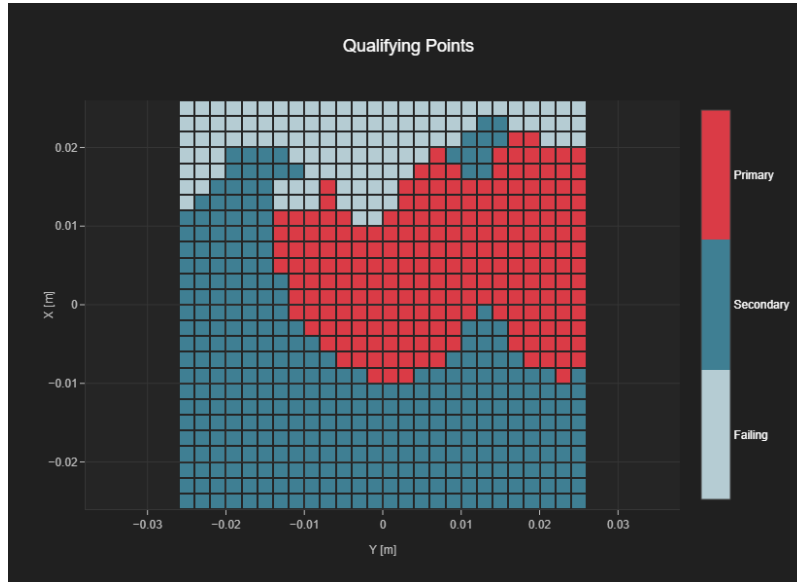 Qualifying Points
Primary
Secondary
Failing
0.02
0.01
0
−0.01
−0.02
X [m]
−0.03
−0.02
−0.01
0
0.01
0.02
0.03
Y [m]